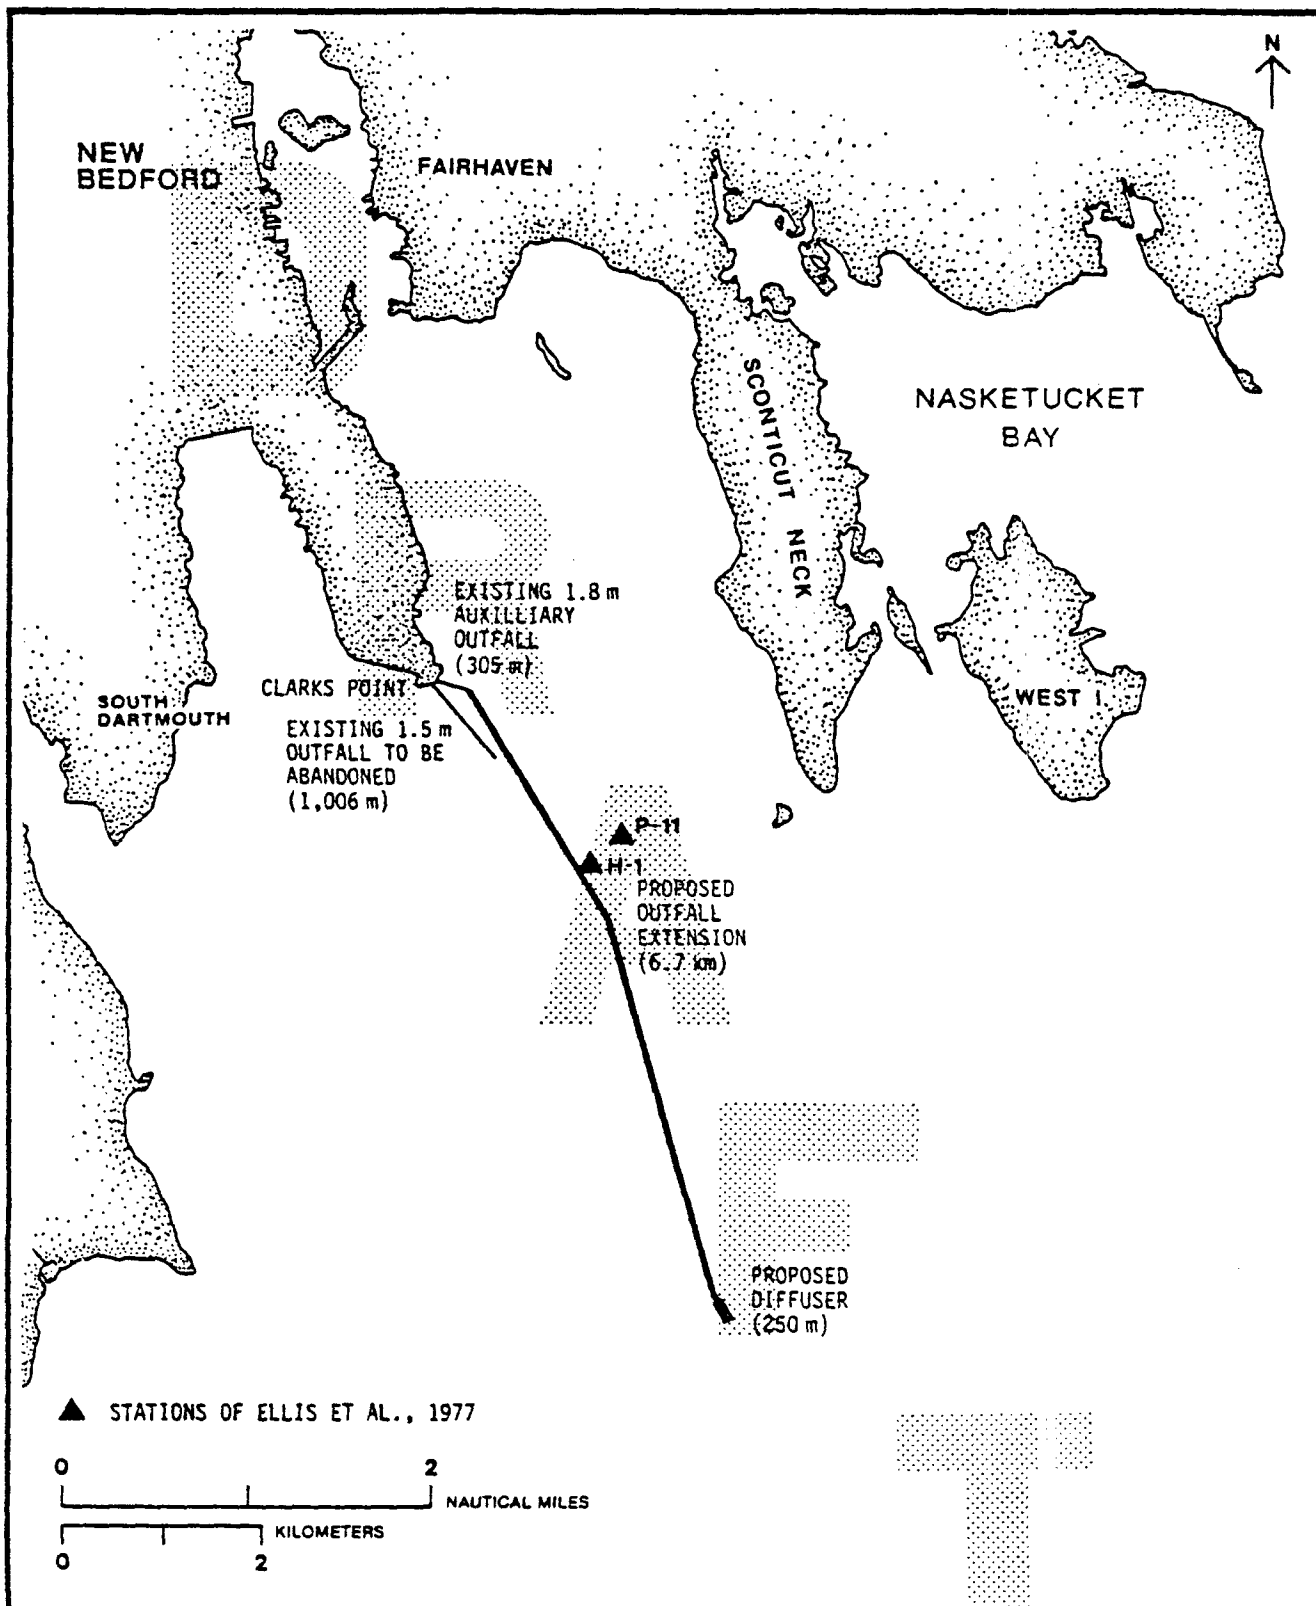 N
NEW
BEDFORD
FAIRHAVEN
SCONTICUT NECK
NASKETUCKET
BAY
EXISTING 1.8 m
AUXILLIARY
OUTFALL
(305 m)
CLARKS POINT
SOUTH
DARTMOUTH
WEST I.
EXISTING 1.5 m
OUTFALL TO BE
ABANDONED
(1,006 m)
P-11
H-1
PROPOSED
OUTFALL
EXTENSION
(6.7 km)
PROPOSED
DIFFUSER
(250 m)
STATIONS OF ELLIS ET AL., 1977
0 2
NAUTICAL MILES
KILOMETERS
0 2
DRAFT